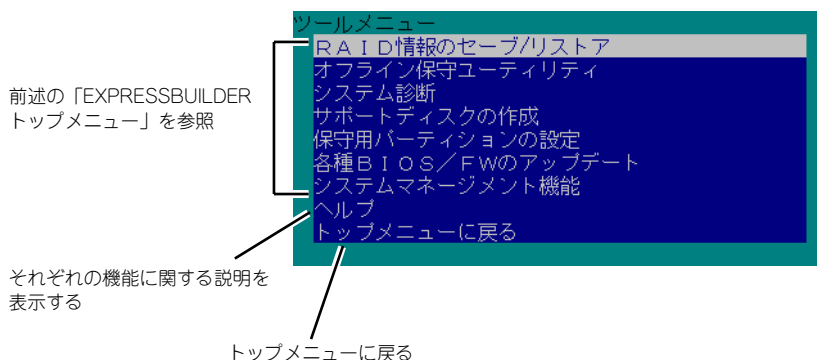 ツールメニュー
ＲＡＩＤ情報のセーブ/リストア
オフライン保守ユーティリティ
システム診断
サポートディスクの作成
保守用パーティションの設定
各種ＢＩＯＳ／ＦＷのアップデート
システムマネージメント機能
ヘルプ
トップメニューに戻る
前述の「EXPRESSBUILDER
トップメニュー」を参照
それぞれの機能に関する説明を
表示する
トップメニューに戻る